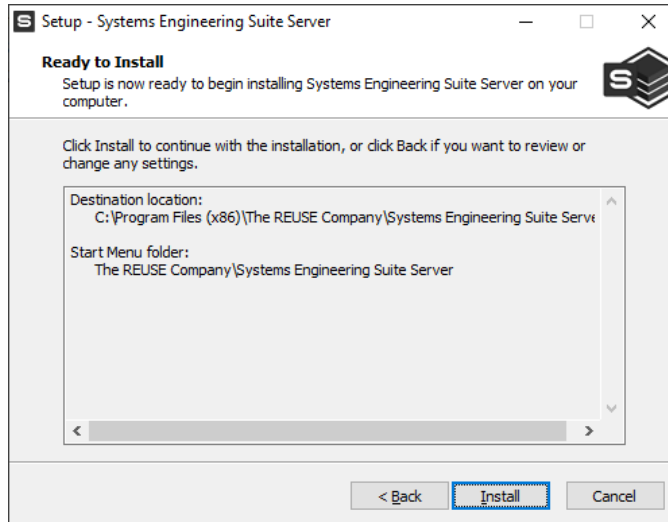 S Setup - Systems Engineering Suite Server
Ready to Install
Setup is now ready to begin installing Systems Engineering Suite Server on your
computer.
S
Click Install to continue with the installation, or click Back if you want to review or
change any settings.
Destination location:
C:\Program Files (x86)\The REUSE Company\Systems Engineering Suite Serve
Start Menu folder:
The REUSE Company\Systems Engineering Suite Server
< Back
Install
Cancel